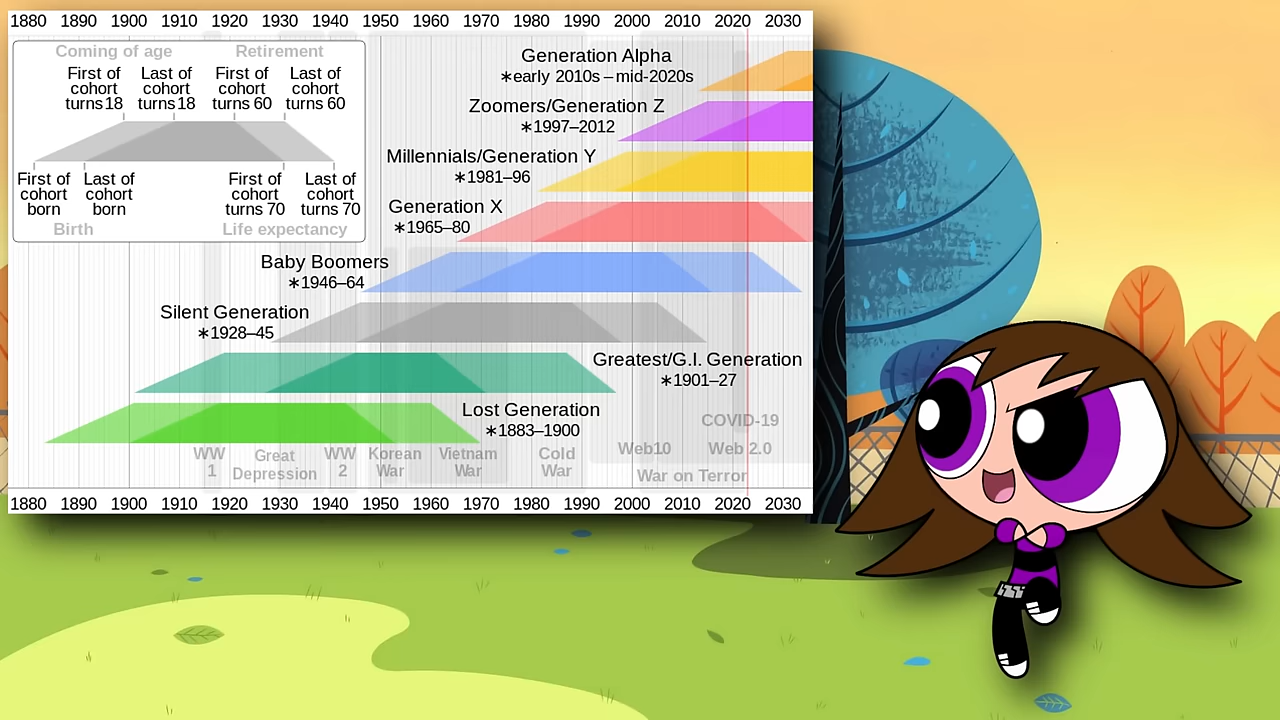 1880 1890 1900 1910 1920 1930 1940 1950 1960 1970 1980 1990 2000 2010 2020 2030
Coming of age Retirement
First of cohort turns 18
Last of cohort turns 18
First of cohort turns 60
Last of cohort turns 60
First of cohort born
Last of cohort born
First of cohort turns 70
Last of cohort turns 70
Birth Life expectancy
Generation Alpha
∗early 2010s – mid-2020s
Zoomers/Generation Z
∗1997–2012
Millennials/Generation Y
∗1981–96
Generation X
∗1965–80
Baby Boomers
∗1946–64
Silent Generation
∗1928–45
Greatest/G.I. Generation
∗1901–27
Lost Generation
∗1883–1900
WW 1
Great Depression
WW 2
Korean War
Vietnam War
Cold War
COVID-19
Web10 Web 2.0
War on Terror
1880 1890 1900 1910 1920 1930 1940 1950 1960 1970 1980 1990 2000 2010 2020 2030